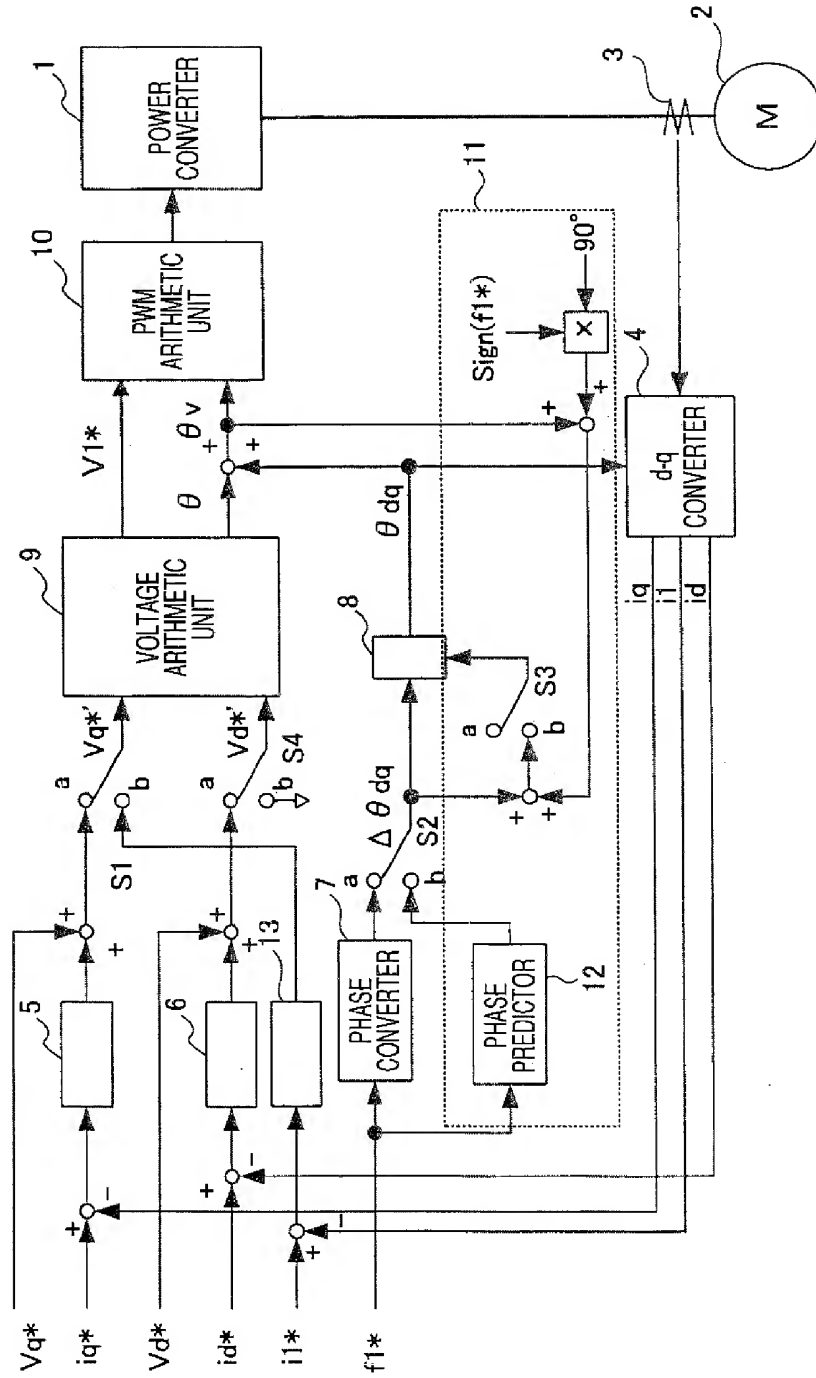 Vq*
iq*
Vd*
id*
i1*
f1*
+
-
+
-
+
-
5
6
13
+
+
+
+
S1
a
b
Vq*'
a
b
Vd*'
S4
9
VOLTAGE
ARITHMETIC
UNIT
V1*
θ
+
+
θv
10
PWM
ARITHMETIC
UNIT
1
POWER
CONVERTER
7
PHASE
CONVERTER
PHASE
PREDICTOR
12
a
b
Δθdq
S2
8
θdq
+
+
a
b
S3
11
Sign(f1*)
×
90°
+
+
4
d-q
CONVERTER
iq
i1
id
3
2
M